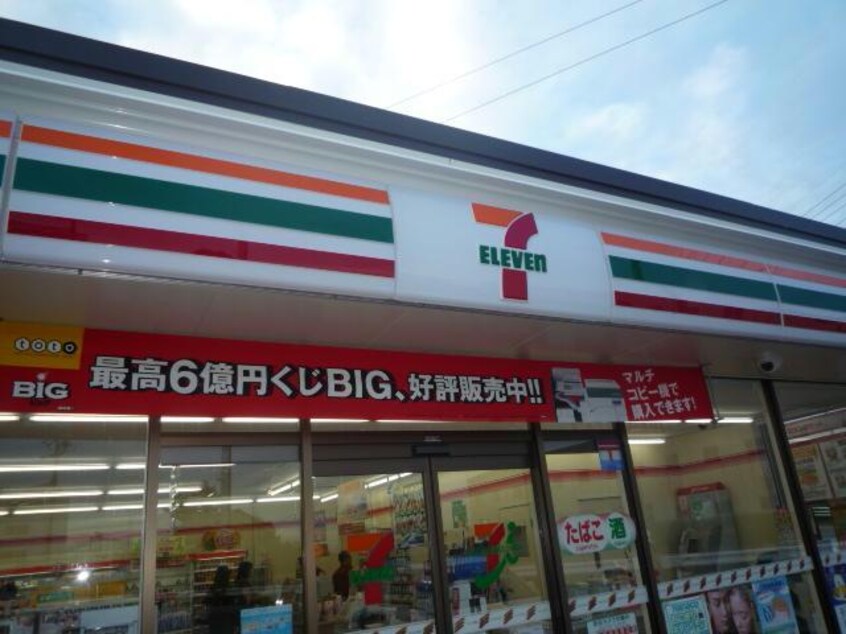 7
ELEVEn
toto
BIG
最高6億円くじBIG、好評販売中!!
マルチ
コピー機で
購入できます!
たばこ
酒